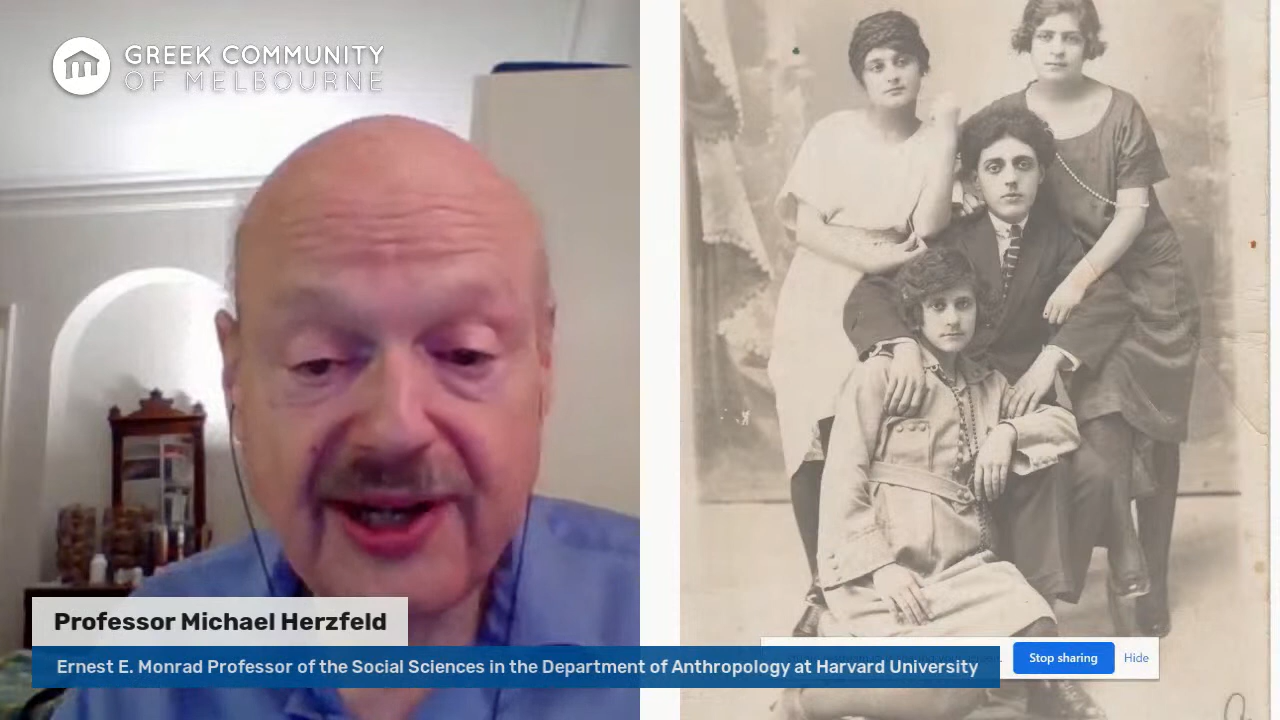 GREEK COMMUNITY
OF MELBOURNE
Professor Michael Herzfeld
Ernest E. Monrad Professor of the Social Sciences in the Department of Anthropology at Harvard University
Stop sharing
Hide